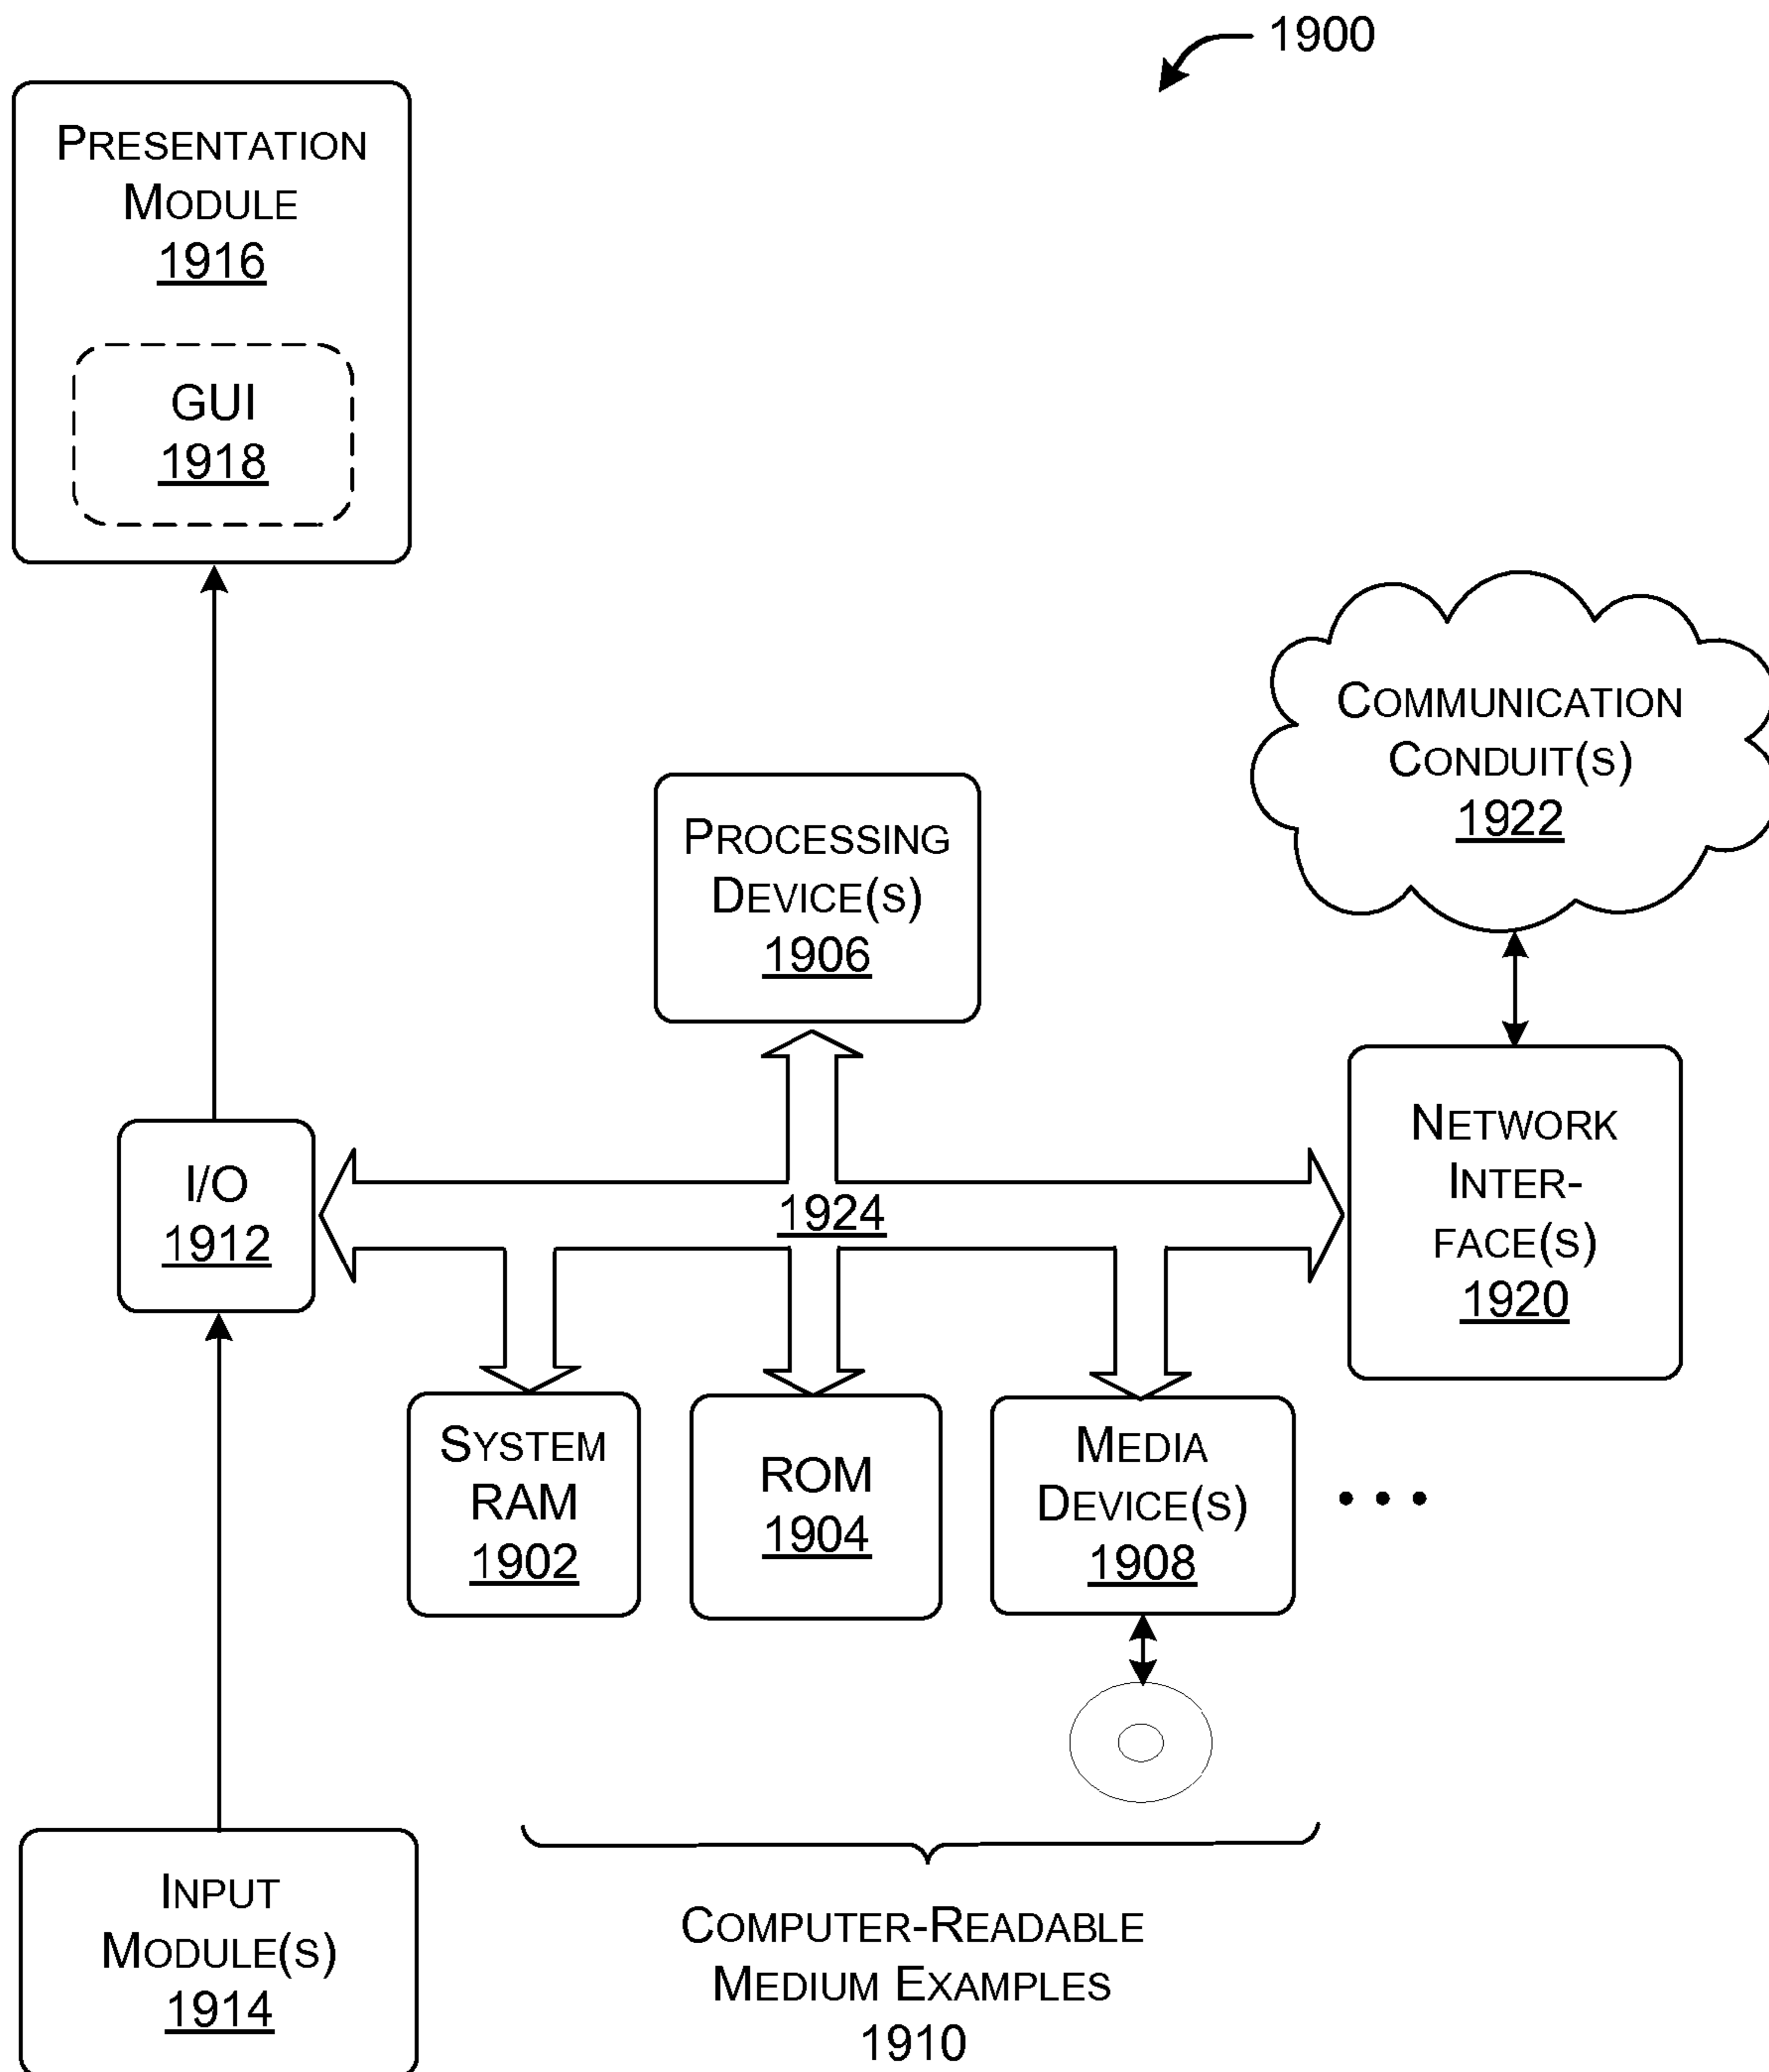 1900
PRESENTATION
MODULE
1916
GUI
1918
COMMUNICATION
CONDUIT(S)
1922
PROCESSING
DEVICE(S)
1906
NETWORK
INTER-
FACE(S)
1920
I/O
1912
1924
SYSTEM
RAM
1902
ROM
1904
MEDIA
DEVICE(S)
1908
• • •
INPUT
MODULE(S)
1914
COMPUTER-READABLE
MEDIUM EXAMPLES
1910